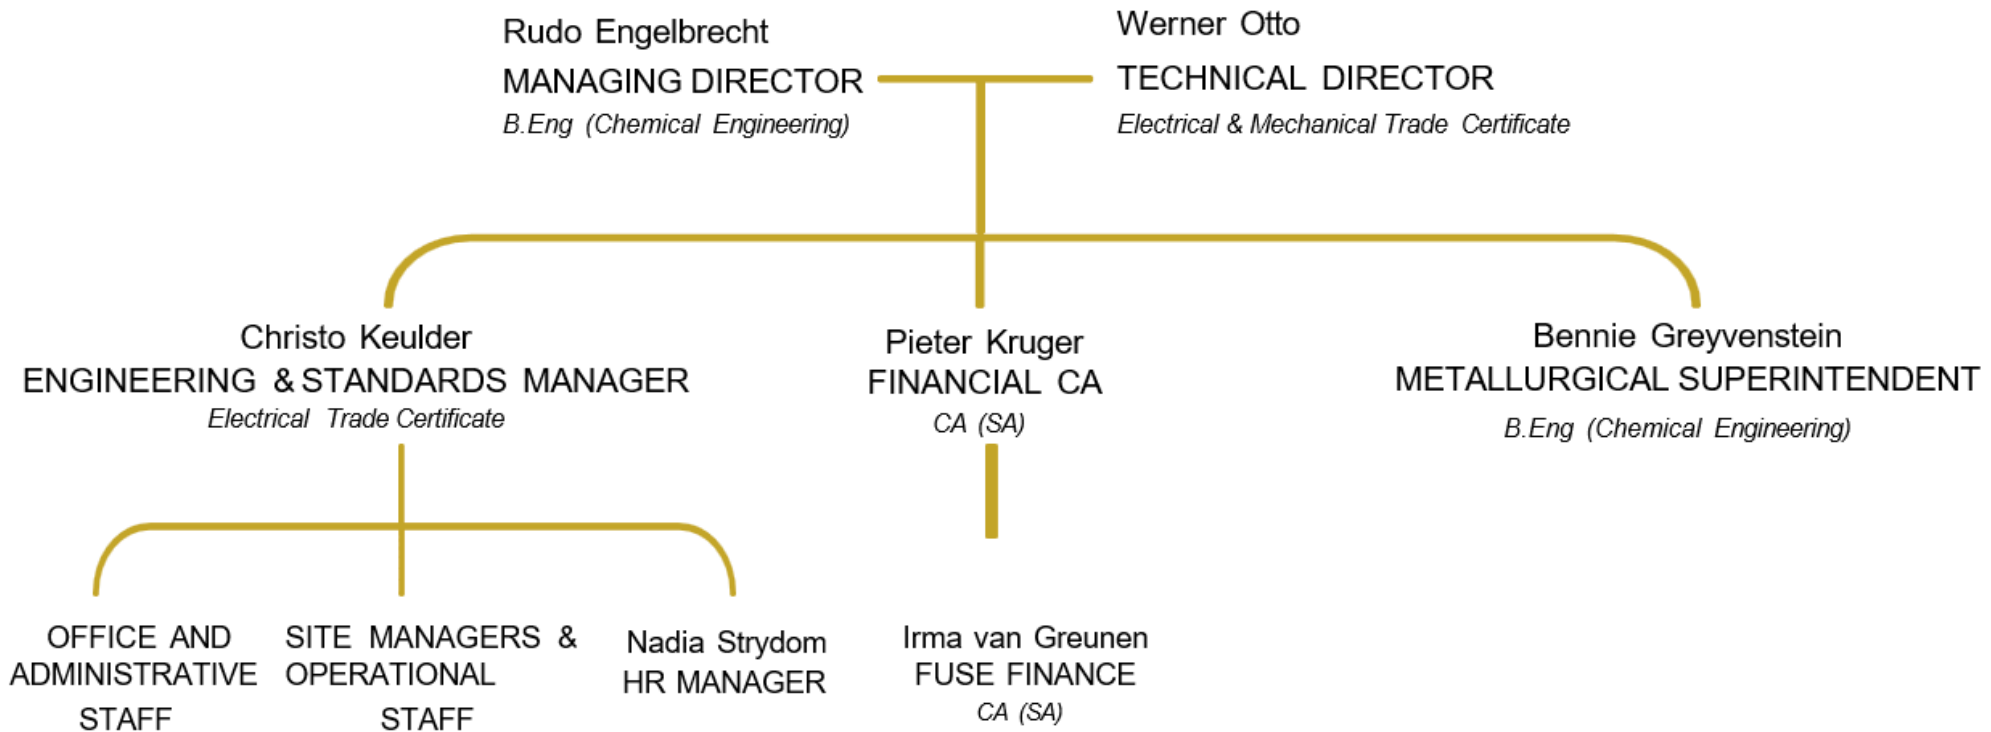 Rudo Engelbrecht
MANAGING DIRECTOR
B.Eng (Chemical Engineering)
Werner Otto
TECHNICAL DIRECTOR
Electrical & Mechanical Trade Certificate
Christo Keulder
ENGINEERING & STANDARDS MANAGER
Electrical Trade Certificate
Pieter Kruger
FINANCIAL CA
CA (SA)
Bennie Greyvenstein
METALLURGICAL SUPERINTENDENT
B.Eng (Chemical Engineering)
OFFICE AND
ADMINISTRATIVE
STAFF
SITE MANAGERS &
OPERATIONAL
STAFF
Nadia Strydom
HR MANAGER
Irma van Greunen
FUSE FINANCE
CA (SA)